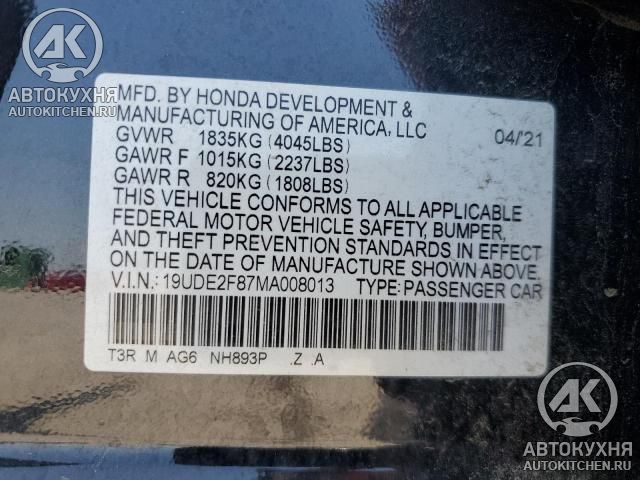 АК
АВТОКУХНЯ
AUTOKITCHEN.RU
MFD. BY HONDA DEVELOPMENT &
MANUFACTURING OF AMERICA, LLC 04/'21
GVWR 1835KG (4045LBS)
GAWR F 1015KG (2237LBS)
GAWR R 820KG (1808LBS)
THIS VEHICLE CONFORMS TO ALL APPLICABLE
FEDERAL MOTOR VEHICLE SAFETY, BUMPER,
AND THEFT PREVENTION STANDARDS IN EFFECT
ON THE DATE OF MANUFACTURE SHOWN ABOVE.
V.I.N.: 19UDE2F87MA008013 TYPE: PASSENGER CAR
T3R M AG6 NH893P .Z .A
АК
АВТОКУХНЯ
AUTOKITCHEN.RU